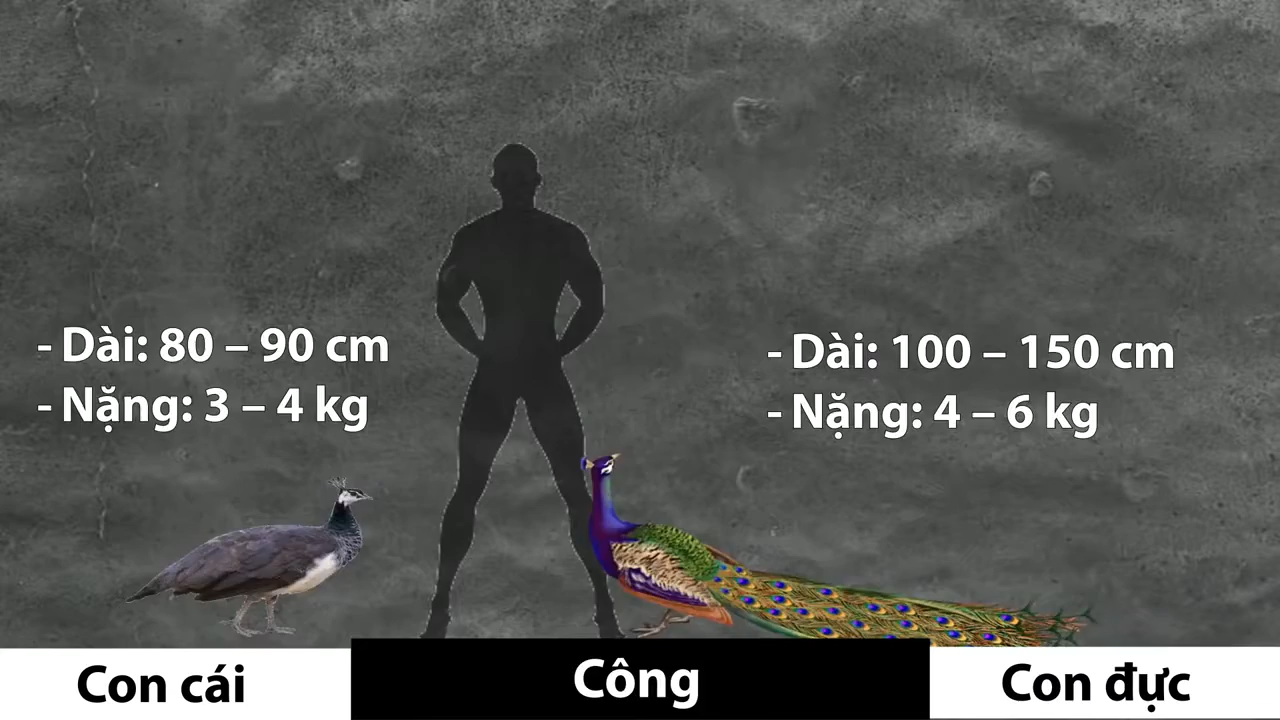 - Dài: 80 – 90 cm
- Nặng: 3 – 4 kg
- Dài: 100 – 150 cm
- Nặng: 4 – 6 kg
Con cái
Công
Con đực